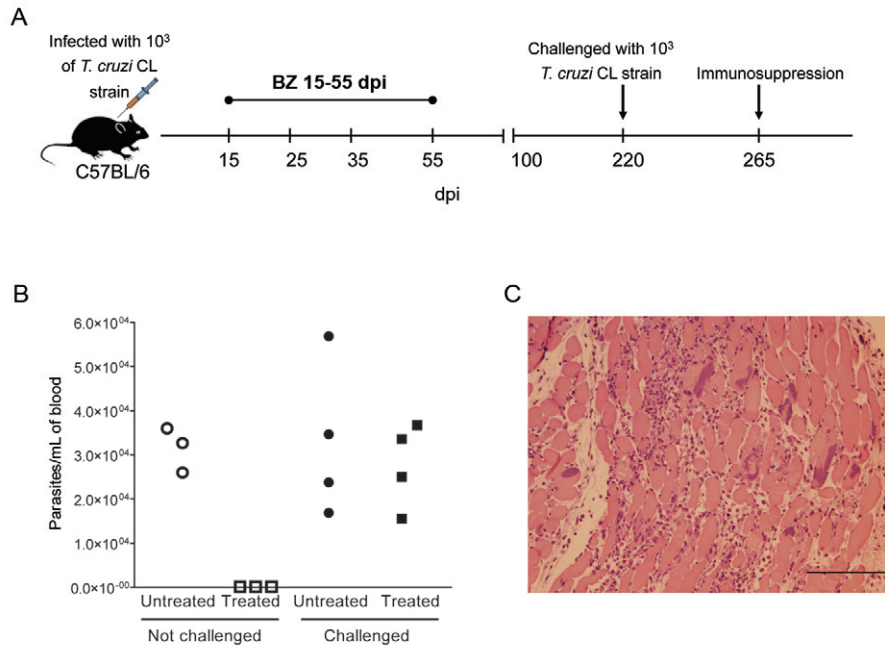 A
Infected with 10³
of T. cruzi CL
strain
C57BL/6
BZ 15-55 dpi
Challenged with 10³
T. cruzi CL strain
Immunosuppression
15 25 35 55 100 220 265
dpi
B
Parasites/mL of blood
6.0×10⁰⁴
5.0×10⁰⁴
4.0×10⁰⁴
3.0×10⁰⁴
2.0×10⁰⁴
1.0×10⁰⁴
0.0×10⁻⁰⁰
Untreated Treated Untreated Treated
Not challenged Challenged
C